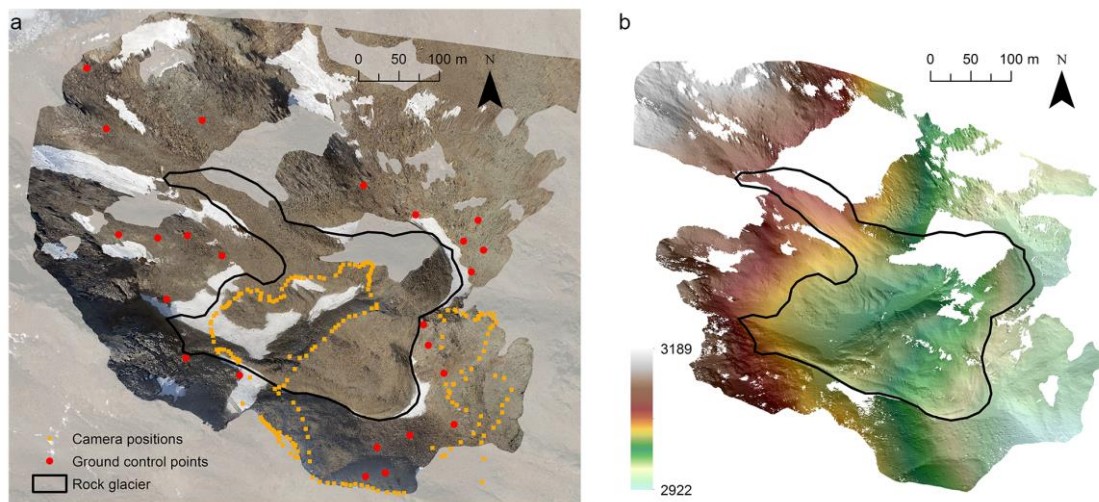 a
N
0 50 100 m
Camera positions
Ground control points
Rock glacier
b
N
0 50 100 m
3189
2922